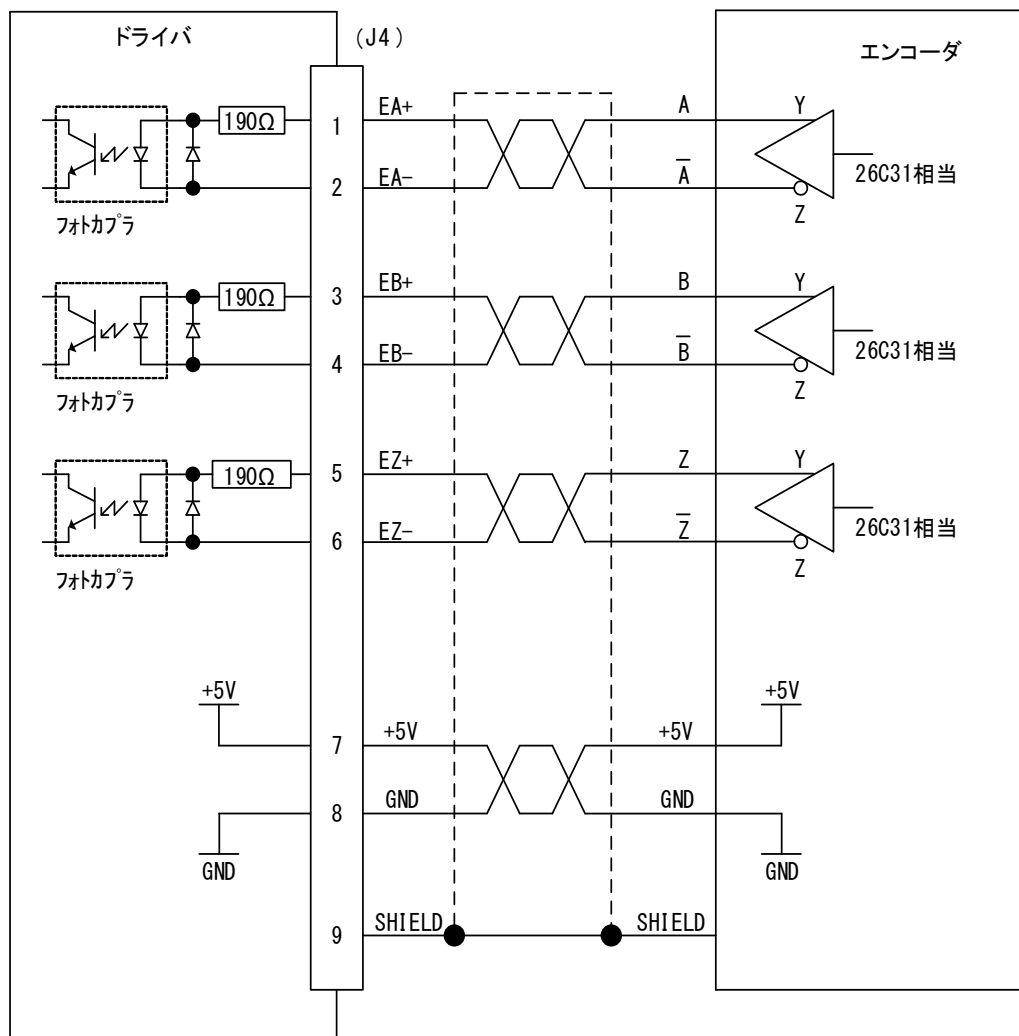 ドライバ
(J4)
エンコーダ
190Ω
1
EA+
A
Y
2
EA-
A̅
Z
26C31相当
フォトカプラ
190Ω
3
EB+
B
Y
4
EB-
B̅
Z
26C31相当
フォトカプラ
190Ω
5
EZ+
Z
Y
6
EZ-
Z̅
Z
26C31相当
フォトカプラ
+5V
7
+5V
+5V
+5V
8
GND
GND
GND
GND
9
SHIELD
SHIELD